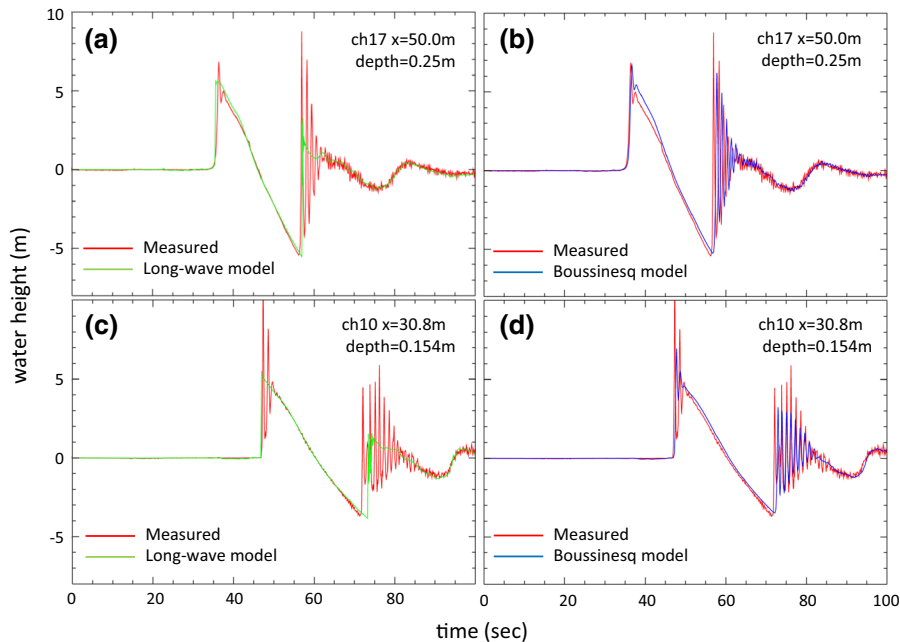 10
(a)
ch17 x=50.0m
depth=0.25m
5
0
-5
Measured
Long-wave model
(b)
ch17 x=50.0m
depth=0.25m
Measured
Boussinesq model
water height (m)
(c)
ch10 x=30.8m
depth=0.154m
5
0
-5
Measured
Long-wave model
0 20 40 60 80
(d)
ch10 x=30.8m
depth=0.154m
Measured
Boussinesq model
0 20 40 60 80 100
time (sec)